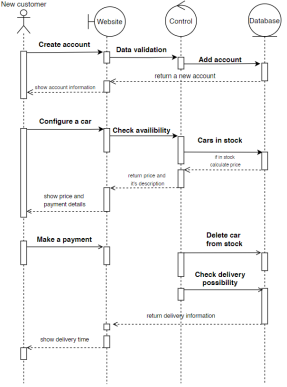 New customer
Website
Control
Database
Create account
Data validation
Add account
return a new account
show account information
Configure a car
Check availibility
Cars in stock
if in stock
calculate price
return price and
it's description
show price and
payment details
Make a payment
Delete car
from stock
Check delivery
possibility
return delivery information
show delivery time